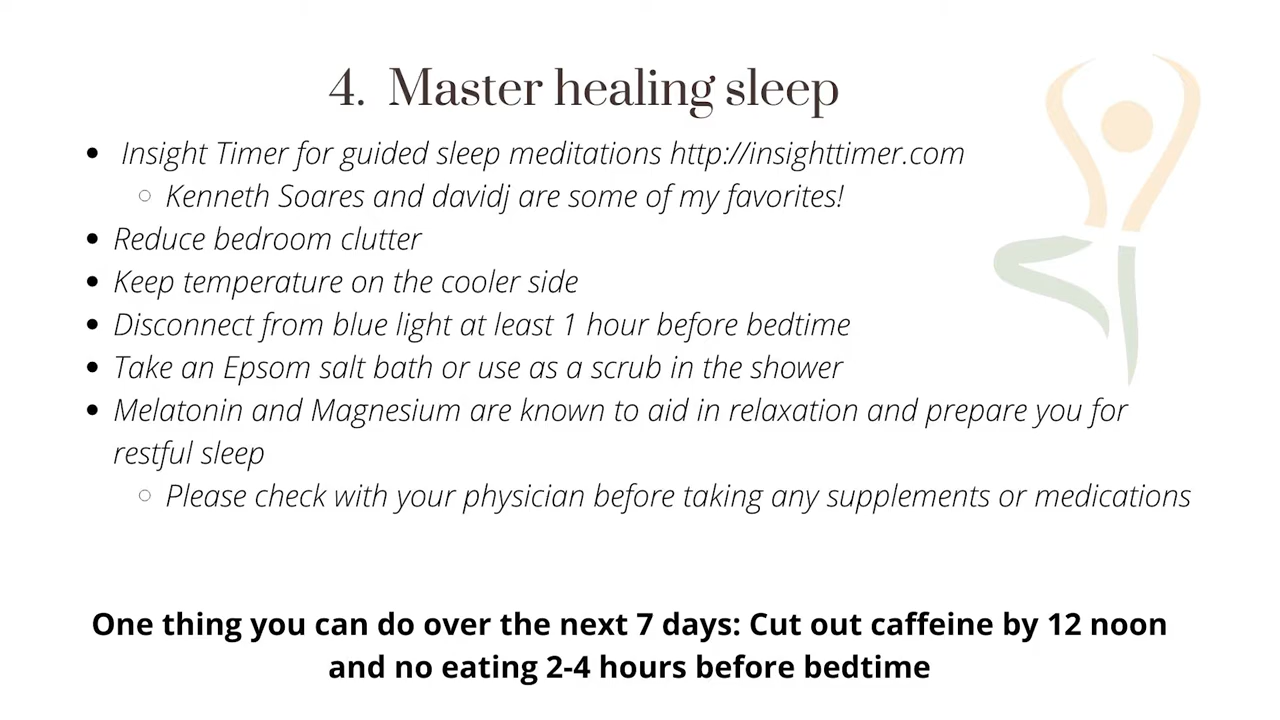 4. Master healing sleep
• Insight Timer for guided sleep meditations http://insighttimer.com
○ Kenneth Soares and davidj are some of my favorites!
• Reduce bedroom clutter
• Keep temperature on the cooler side
• Disconnect from blue light at least 1 hour before bedtime
• Take an Epsom salt bath or use as a scrub in the shower
• Melatonin and Magnesium are known to aid in relaxation and prepare you for
restful sleep
○ Please check with your physician before taking any supplements or medications
One thing you can do over the next 7 days: Cut out caffeine by 12 noon
and no eating 2-4 hours before bedtime